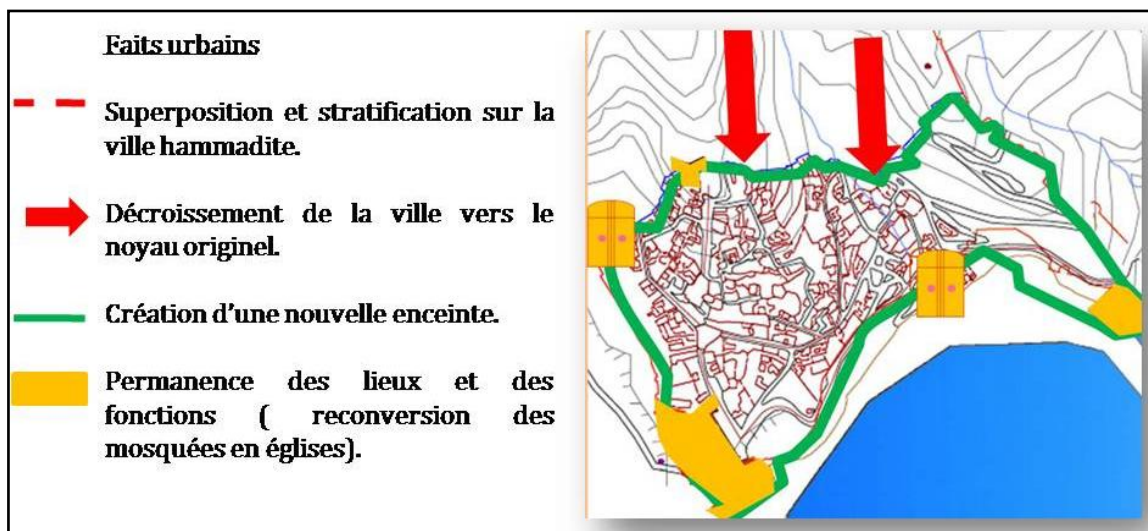 Faits urbains
Superposition et stratification sur la
ville hammadite.
Décroissement de la ville vers le
noyau originel.
Création d'une nouvelle enceinte.
Permanence des lieux et des
fonctions ( reconversion des
mosquées en églises).